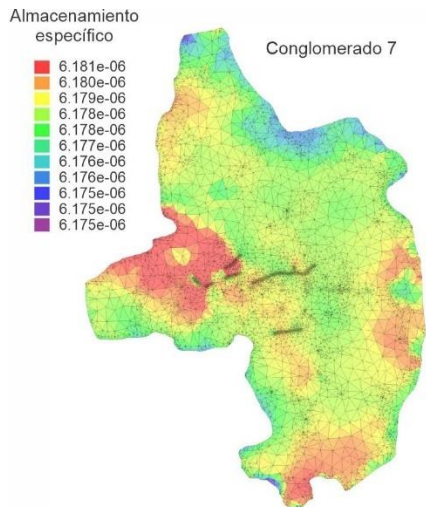 Almacenamiento
específico
Conglomerado 7
6.181e-06
6.180e-06
6.179e-06
6.178e-06
6.178e-06
6.177e-06
6.176e-06
6.176e-06
6.175e-06
6.175e-06
6.175e-06